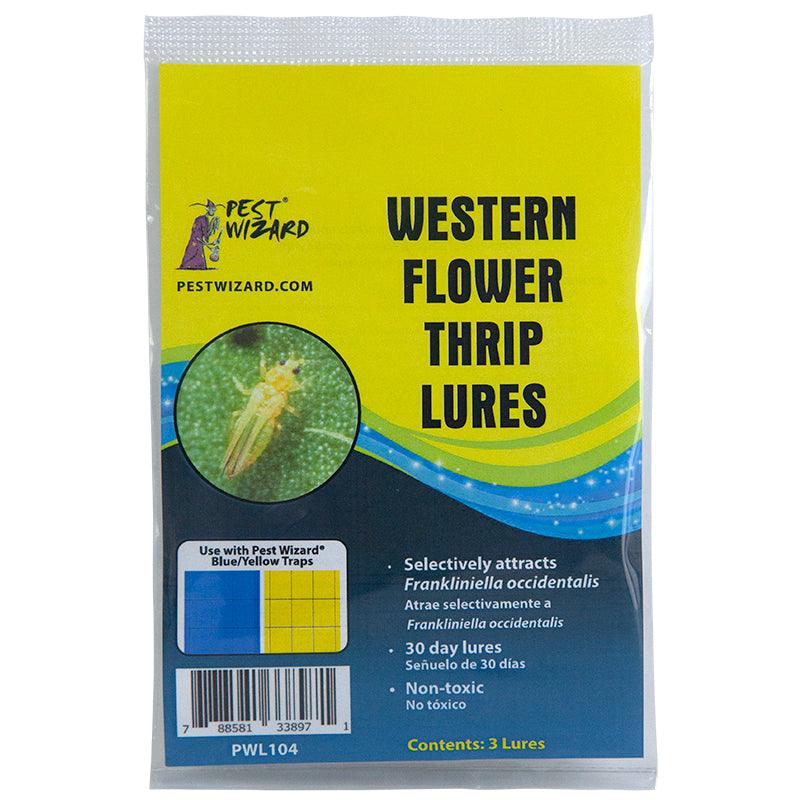 PEST®
WIZARD
PESTWIZARD.COM
WESTERN
FLOWER
THRIP
LURES
Use with Pest Wizard®
Blue/Yellow Traps
· Selectively attracts
Frankliniella occidentalis
Atrae selectivamente a
Frankliniella occidentalis
· 30 day lures
Señuelo de 30 días
• Non-toxic
No tóxico
7 88581 33897 1
PWL104
Contents: 3 Lures